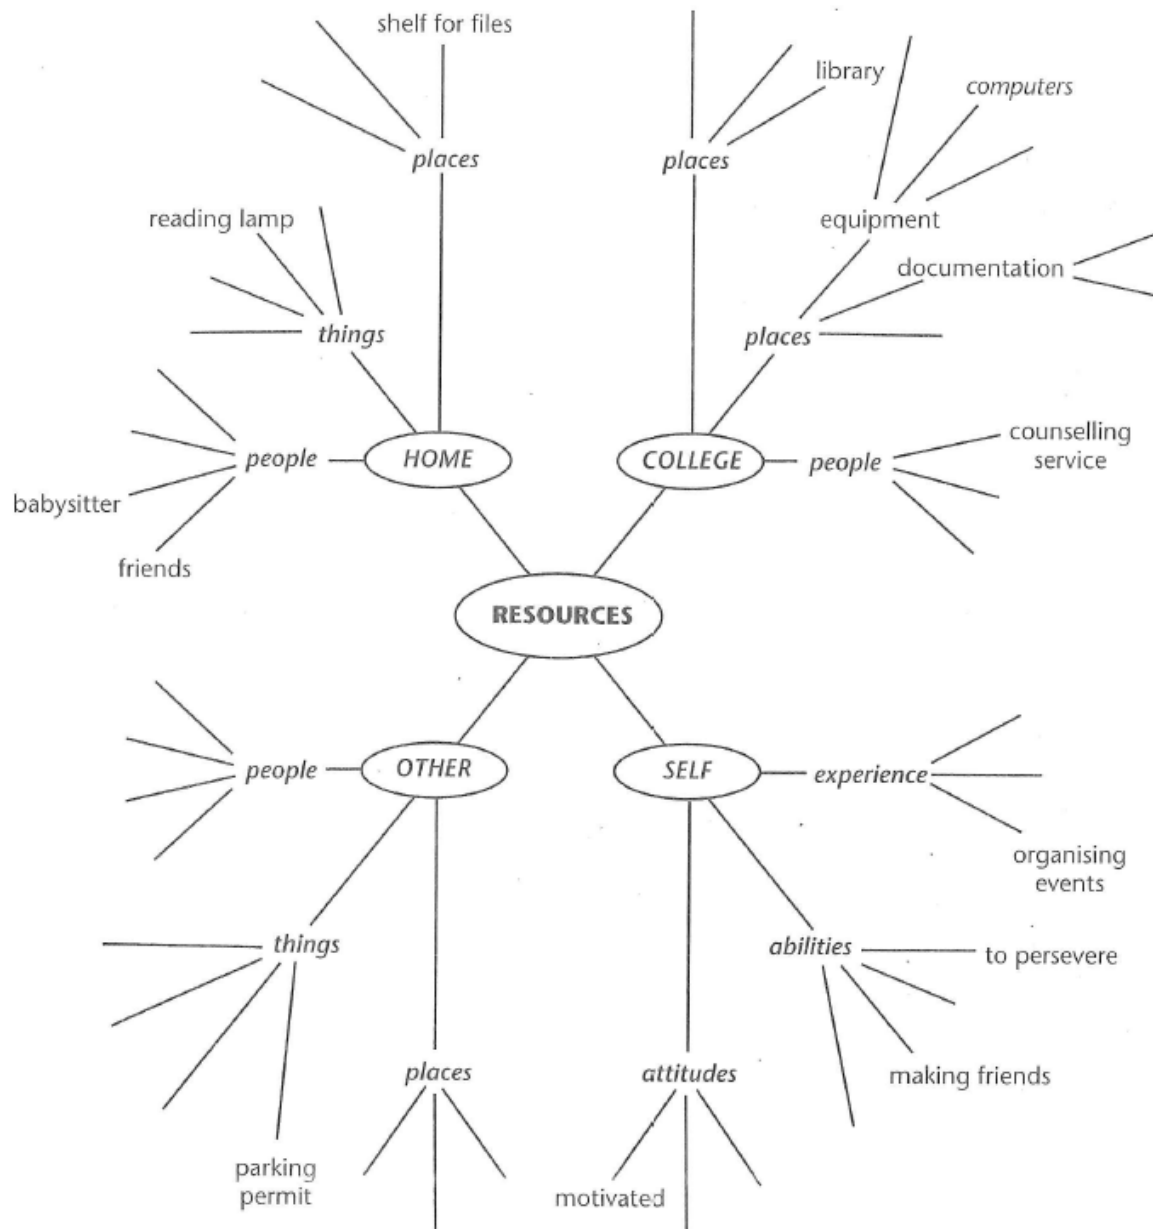 shelf for files
library
computers
places
places
reading lamp
equipment
documentation
things
places
people
HOME
COLLEGE
people
counselling
service
babysitter
friends
RESOURCES
people
OTHER
SELF
experience
organising
events
things
abilities
to persevere
places
attitudes
making friends
parking
permit
motivated